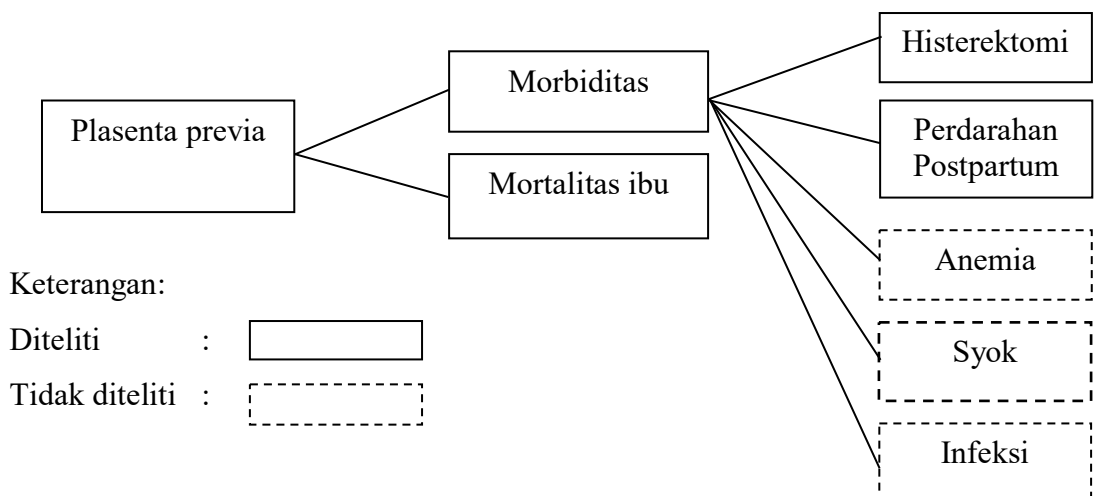 Plasenta previa
Morbiditas
Mortalitas ibu
Histerektomi
Perdarahan
Postpartum
Anemia
Syok
Infeksi
Keterangan:
Diteliti :
Tidak diteliti :